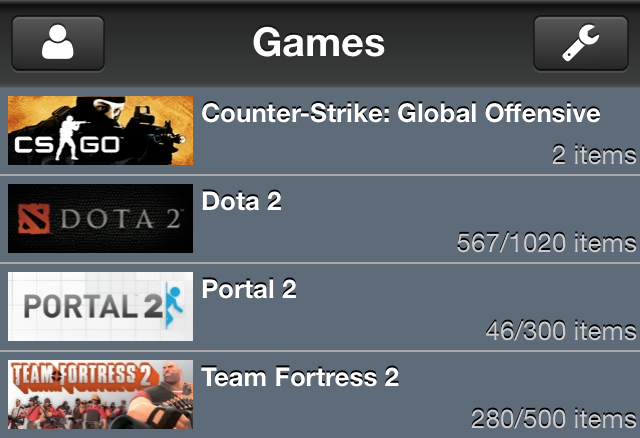 Games
CS GO
Counter-Strike: Global Offensive
2 items
DOTA 2
Dota 2
567/1020 items
PORTAL 2
Portal 2
46/300 items
TEAM FORTRESS 2
Team Fortress 2
280/500 items